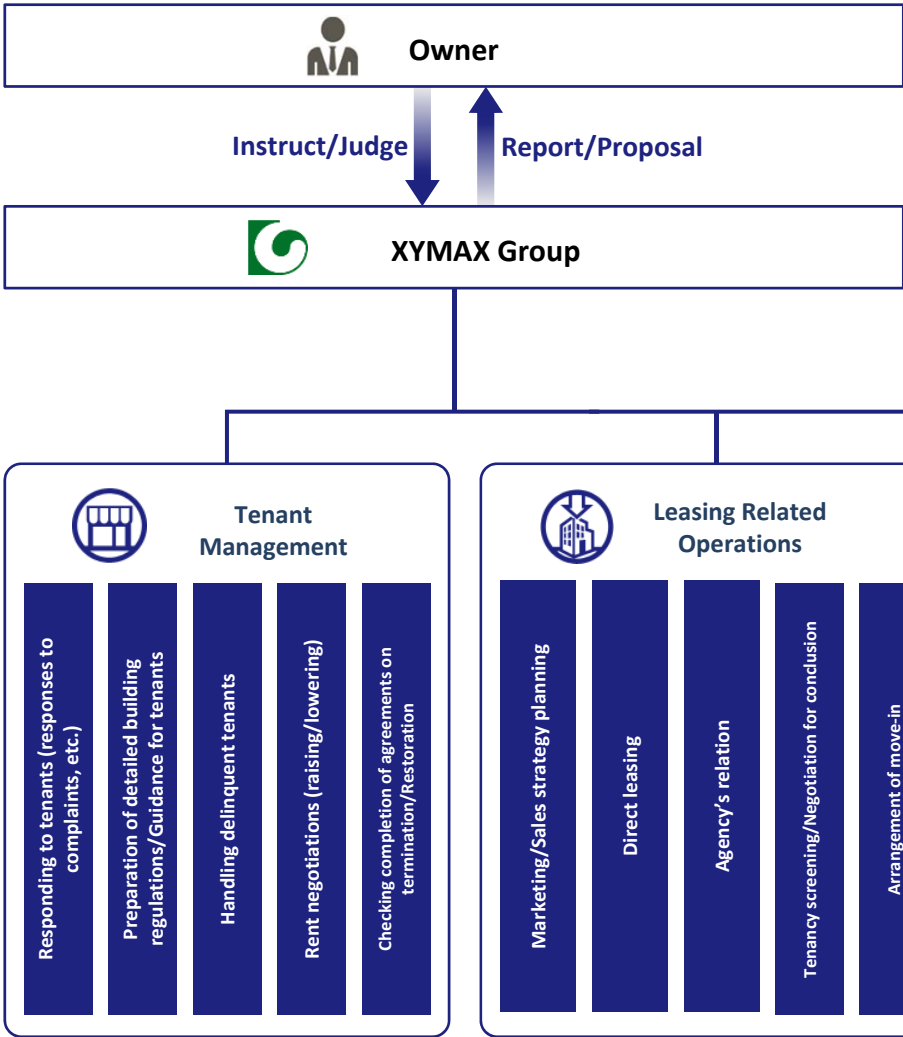 Owner
Instruct/Judge
Report/Proposal
XYMAX Group
Tenant
Management
Responding to tenants (responses to
complaints, etc.)
Preparation of detailed building
regulations/Guidance for tenants
Handling delinquent tenants
Rent negotiations (raising/lowering)
Checking completion of agreements on
termination/Restoration
Leasing Related
Operations
Marketing/Sales strategy planning
Direct leasing
Agency’s relation
Tenancy screening/Negotiation for conclusion
Arrangement of move-in